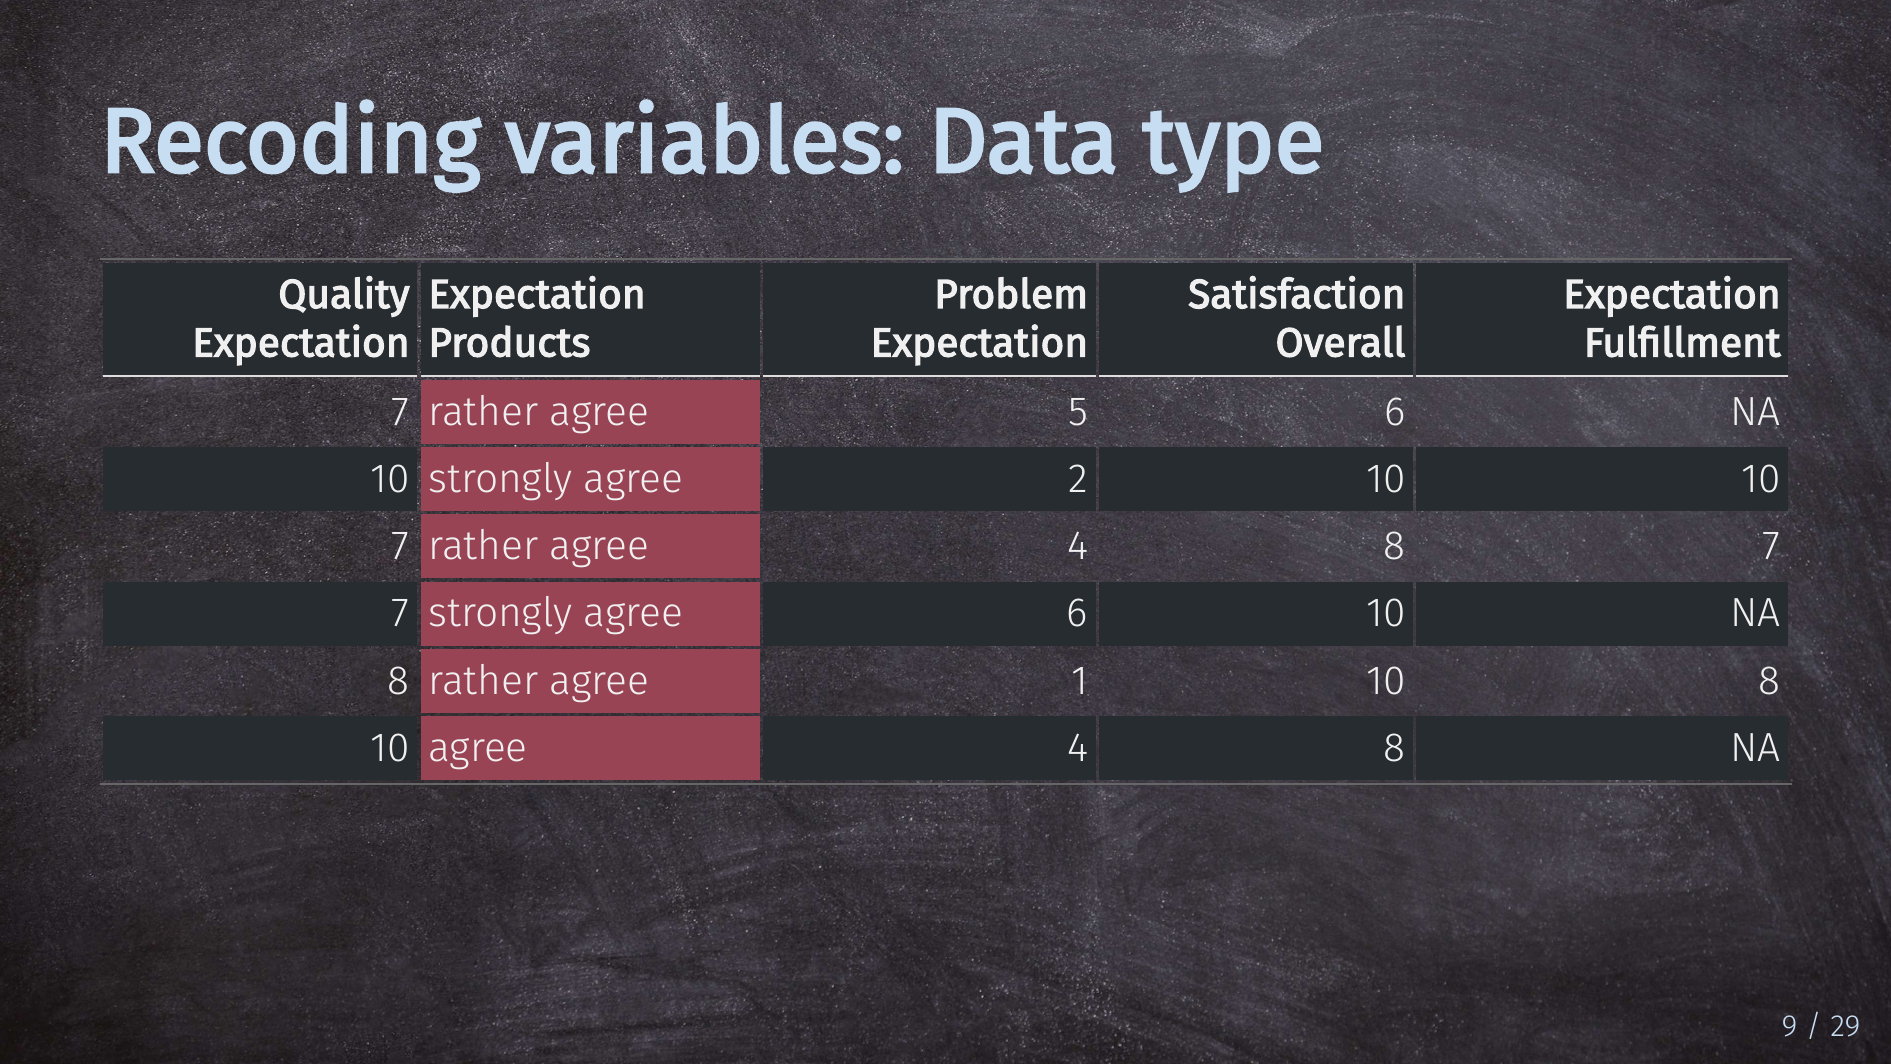 Recoding variables: Data type
Quality Expectation Expectation Products Problem Expectation Satisfaction Overall Expectation Fulfillment
7 rather agree 5 6 NA
10 strongly agree 2 10 10
7 rather agree 4 8 7
7 strongly agree 6 10 NA
8 rather agree 1 10 8
10 agree 4 8 NA
9 / 29